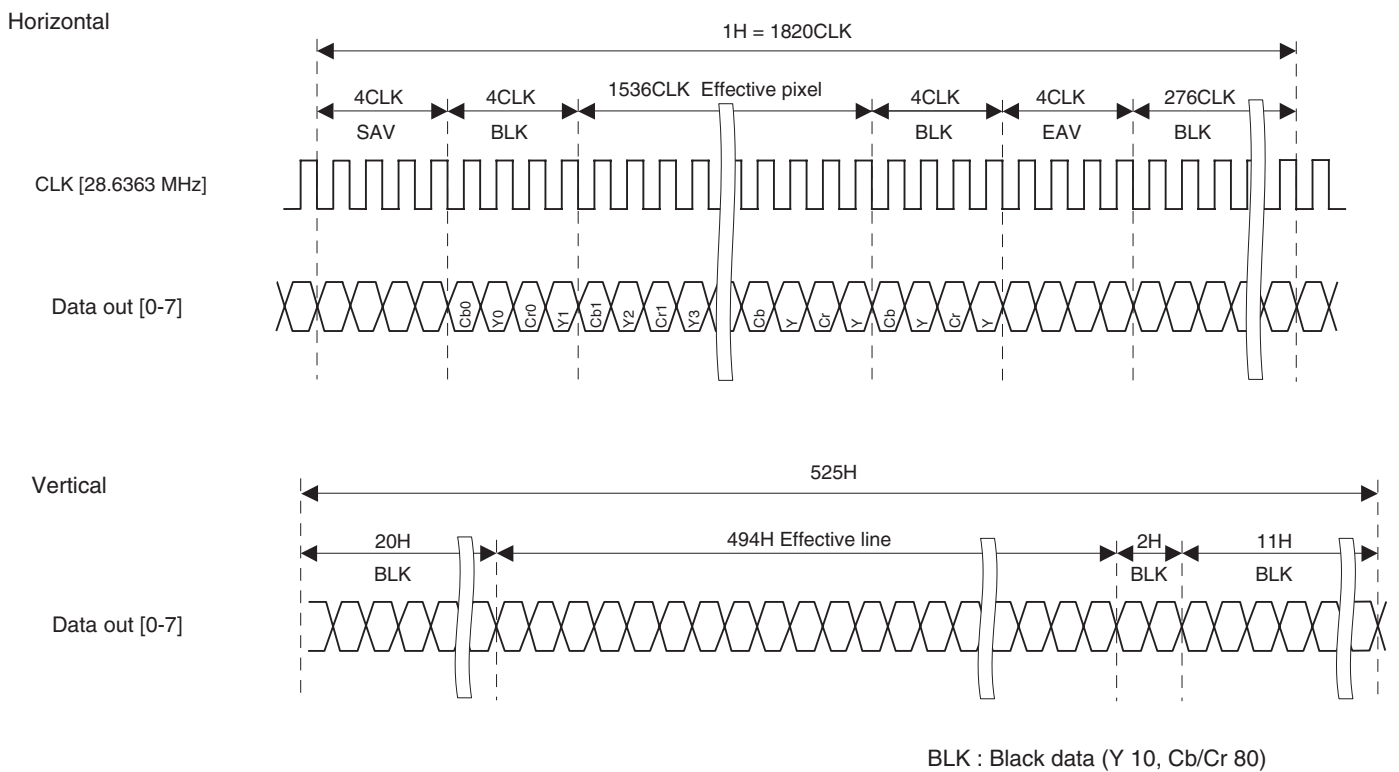 Horizontal
1H = 1820CLK
4CLK 4CLK 1536CLK Effective pixel 4CLK 4CLK 276CLK
SAV BLK BLK EAV BLK
CLK [28.6363 MHz]
Data out [0-7]
Cb0 Y0 Cr0 Y1 Cb1 Y2 Cr1 Y3 Cb Y Cr Y Cb Y Cr Y
Vertical
525H
20H 494H Effective line 2H 11H
BLK BLK BLK
Data out [0-7]
BLK : Black data (Y 10, Cb/Cr 80)